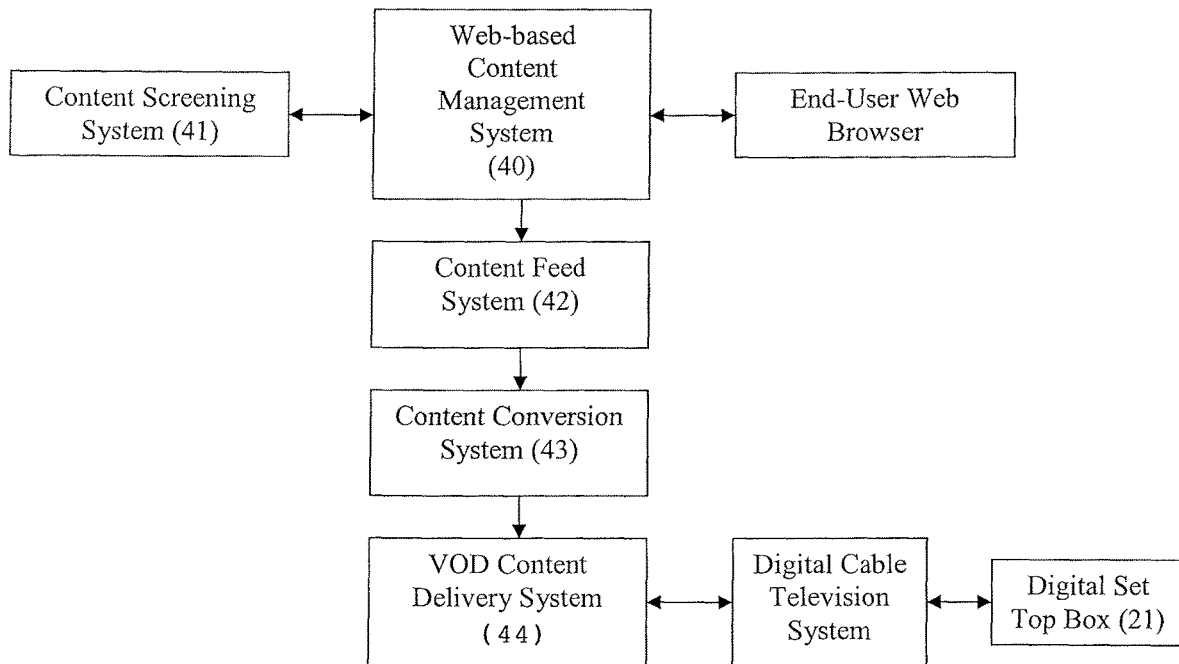 Web-based
Content
Management
System
(40)
Content Screening
System (41)
End-User Web
Browser
Content Feed
System (42)
Content Conversion
System (43)
VOD Content
Delivery System
(44)
Digital Cable
Television
System
Digital Set
Top Box (21)